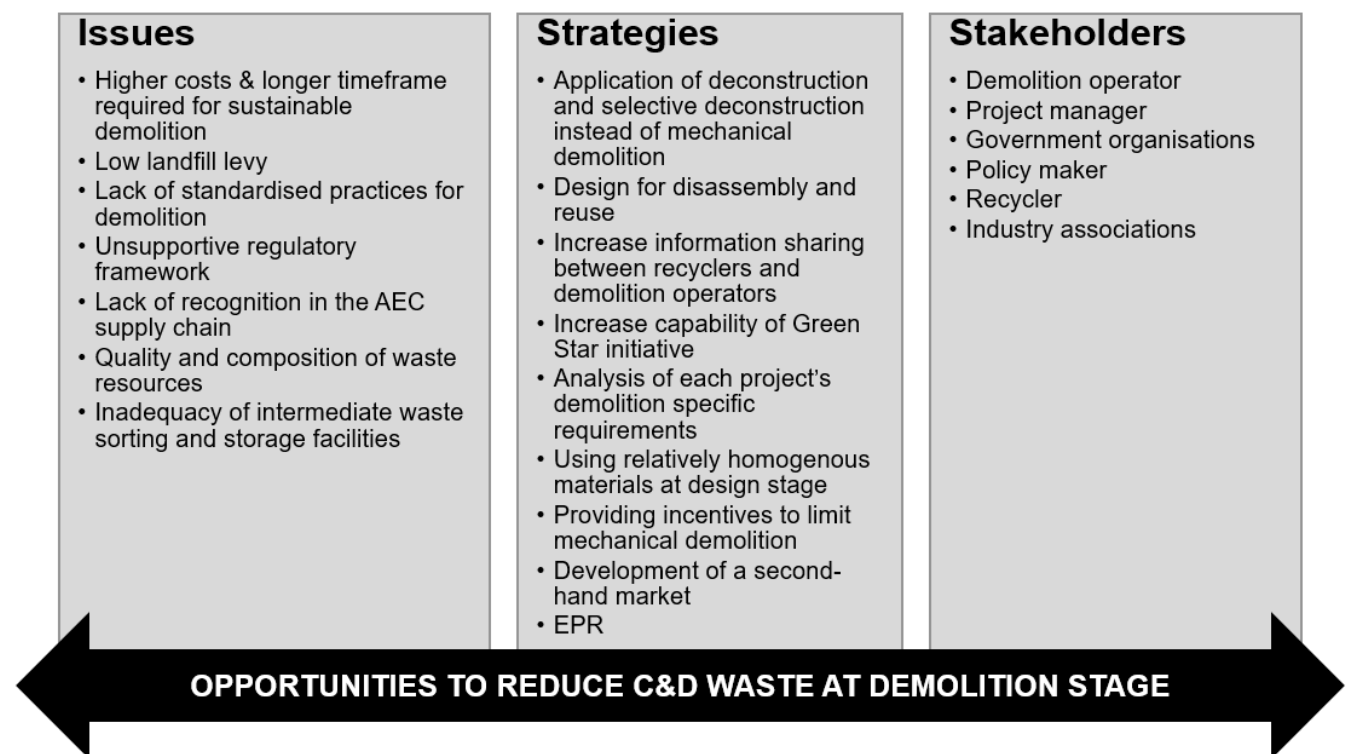 Issues
• Higher costs & longer timeframe
required for sustainable
demolition
• Low landfill levy
• Lack of standardised practices for
demolition
• Unsupportive regulatory
framework
• Lack of recognition in the AEC
supply chain
• Quality and composition of waste
resources
• Inadequacy of intermediate waste
sorting and storage facilities
Strategies
• Application of deconstruction
and selective deconstruction
instead of mechanical
demolition
• Design for disassembly and
reuse
• Increase information sharing
between recyclers and
demolition operators
• Increase capability of Green
Star initiative
• Analysis of each project’s
demolition specific
requirements
• Using relatively homogenous
materials at design stage
• Providing incentives to limit
mechanical demolition
• Development of a second-
hand market
• EPR
Stakeholders
• Demolition operator
• Project manager
• Government organisations
• Policy maker
• Recycler
• Industry associations
OPPORTUNITIES TO REDUCE C&D WASTE AT DEMOLITION STAGE